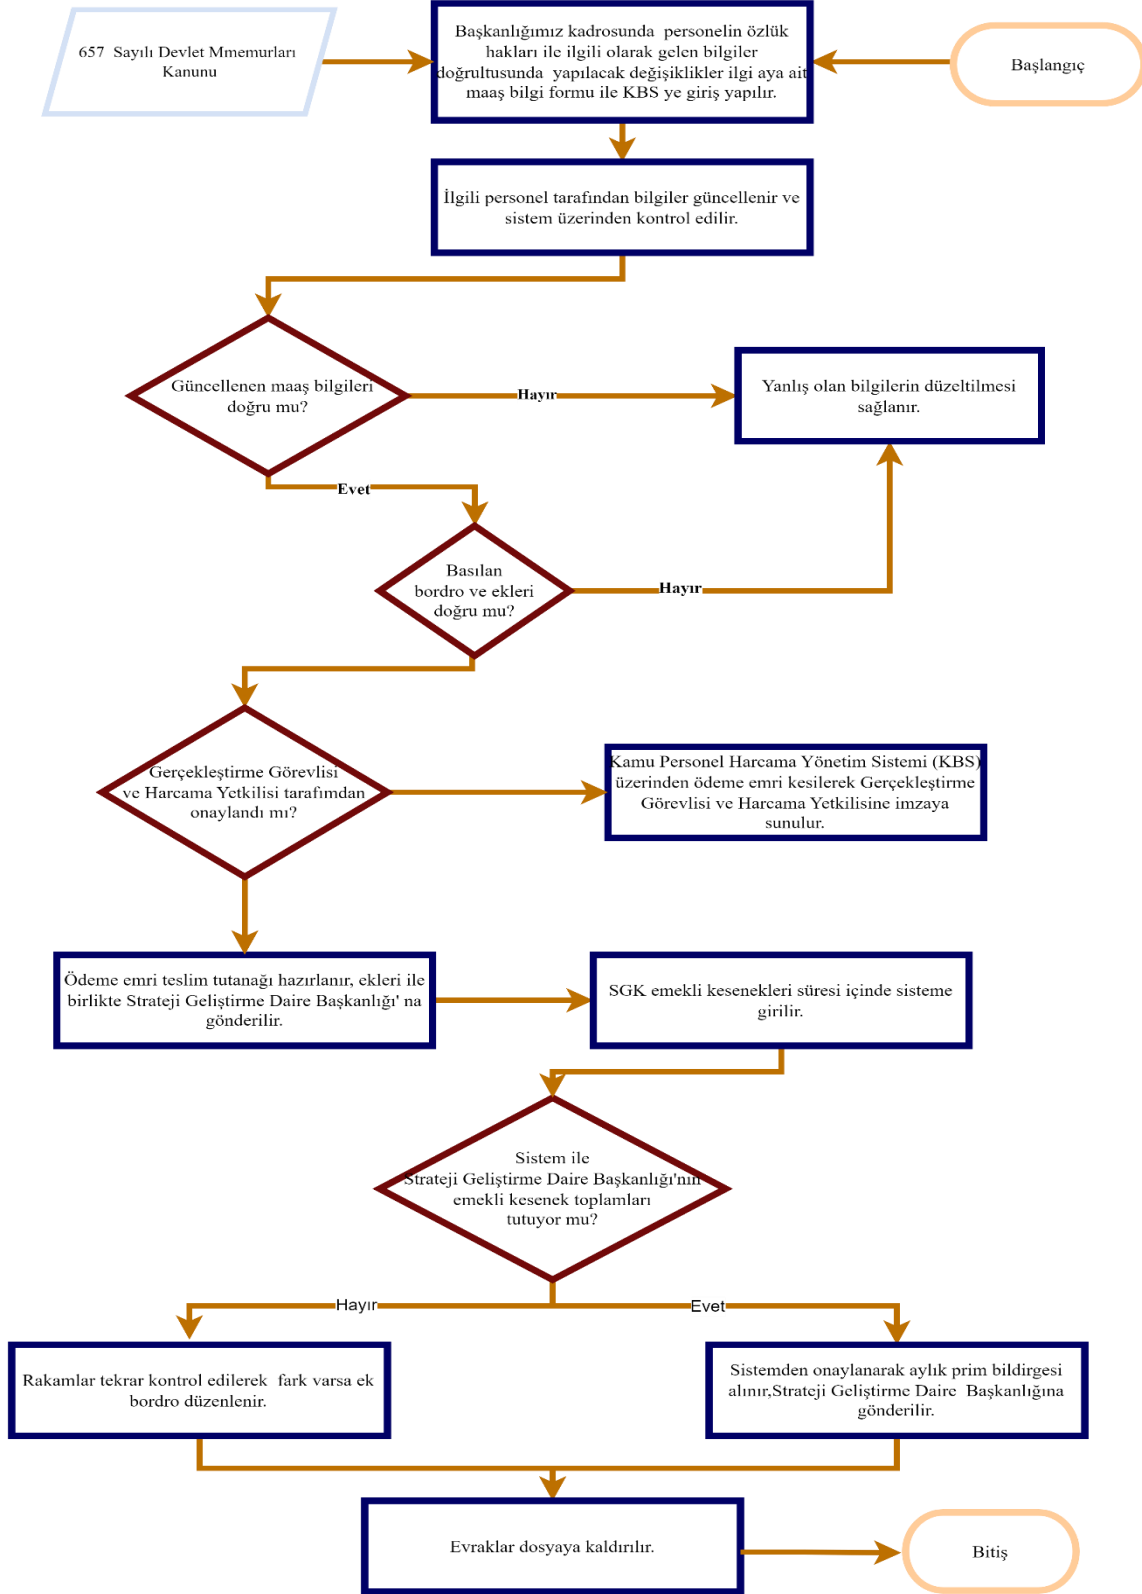 657  Sayılı Devlet Mmemurları
Kanunu
Başkanlığımız kadrosunda  personelin özlük
hakları ile ilgili olarak gelen bilgiler
doğrultusunda  yapılacak değişiklikler ilgi aya ait
maaş bilgi formu ile KBS ye giriş yapılır.
Başlangıç
İlgili personel tarafından bilgiler güncellenir ve
sistem üzerinden kontrol edilir.
Güncellenen maaş bilgileri
doğru mu?
Hayır
Yanlış olan bilgilerin düzeltilmesi
sağlanır.
Evet
Basılan
bordro ve ekleri
doğru mu?
Hayır
Gerçekleştirme Görevlisi
ve Harcama Yetkilisi tarafımdan
onaylandı mı?
Kamu Personel Harcama Yönetim Sistemi (KBS)
üzerinden ödeme emri kesilerek Gerçekleştirme
Görevlisi ve Harcama Yetkilisine imzaya
sunulur.
Ödeme emri teslim tutanağı hazırlanır, ekleri ile
birlikte Strateji Geliştirme Daire Başkanlığı' na
gönderilir.
SGK emekli kesenekleri süresi içinde sisteme
girilir.
Sistem ile
Strateji Geliştirme Daire Başkanlığı'nın
emekli kesenek toplamları
tutuyor mu?
Hayır
Evet
Rakamlar tekrar kontrol edilerek  fark varsa ek
bordro düzenlenir.
Sistemden onaylanarak aylık prim bildirgesi
alınır,Strateji Geliştirme Daire  Başkanlığına
gönderilir.
Evraklar dosyaya kaldırılır.
Bitiş